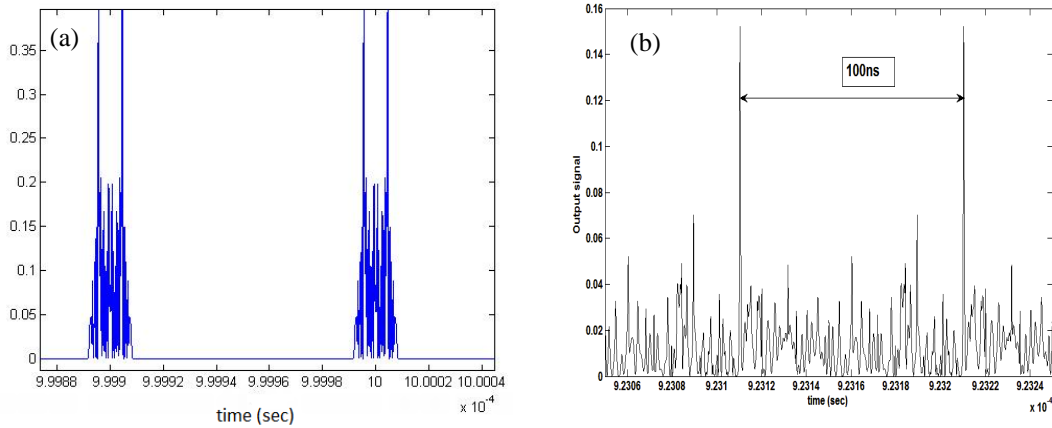 (a)
0.35
0.3
0.25
0.2
0.15
0.1
0.05
0
9.9988 9.999 9.9992 9.9994 9.9996 9.9998 10 10.0002 10.0004
x 10⁻⁴
time (sec)
(b)
0.16
0.14
0.12
0.1
0.08
0.06
0.04
0.02
0
Output signal
100ns
9.2306 9.2308 9.231 9.2312 9.2314 9.2316 9.2318 9.232 9.2322 9.2324
time (sec)
x 10⁻⁴